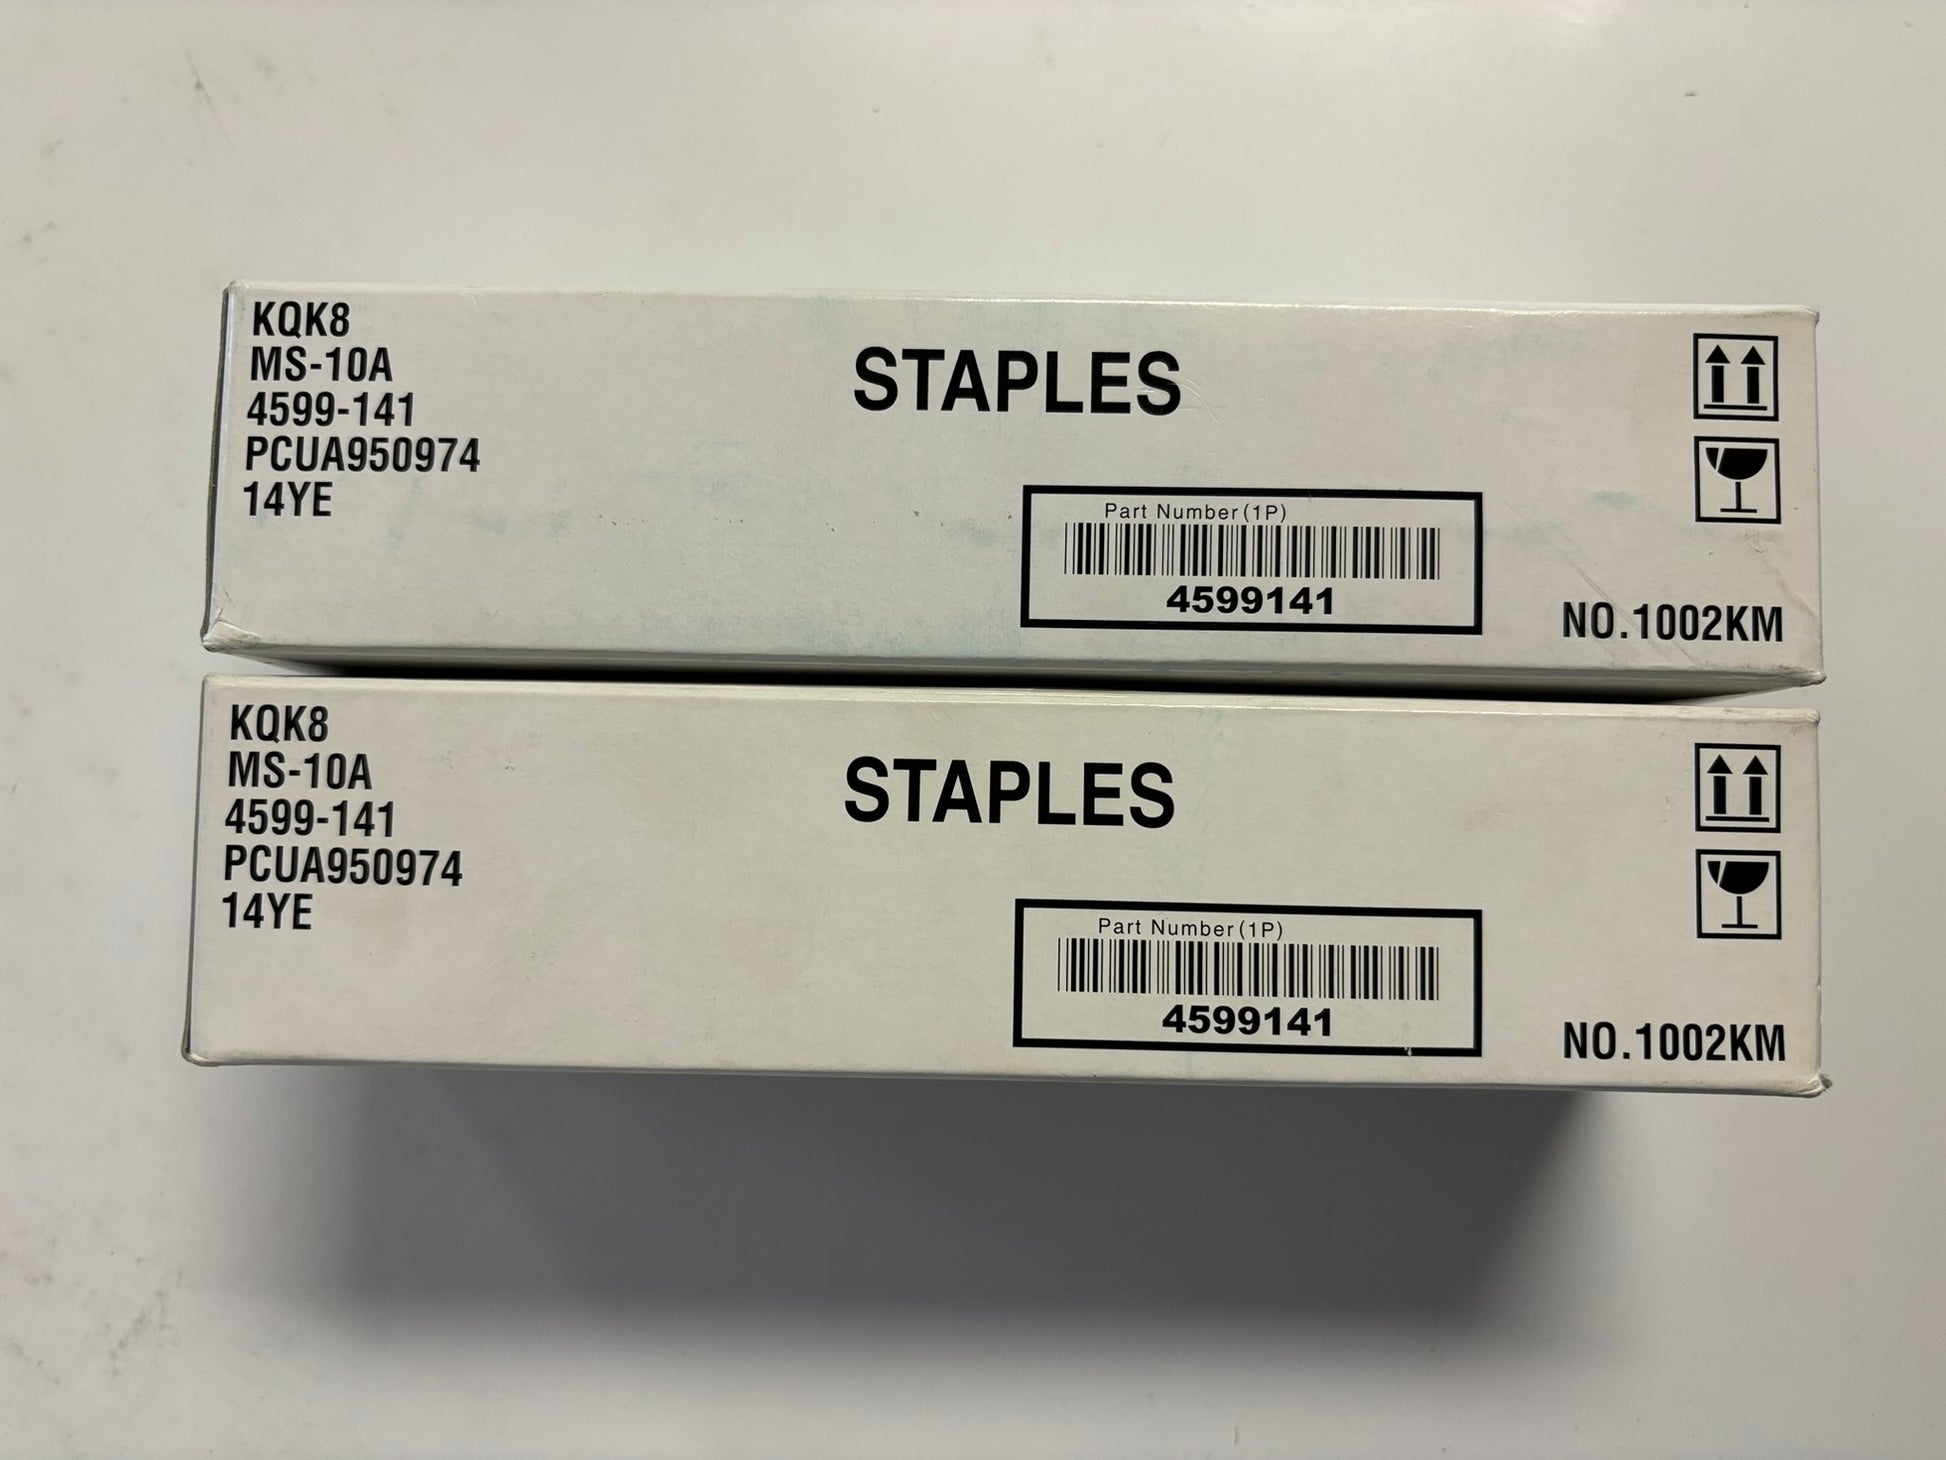 KQK8
MS-10A
4599-141
PCUA950974
14YE
STAPLES
Part Number (1P)
4599141
NO.1002KM
KQK8
MS-10A
4599-141
PCUA950974
14YE
STAPLES
Part Number (1P)
4599141
NO.1002KM